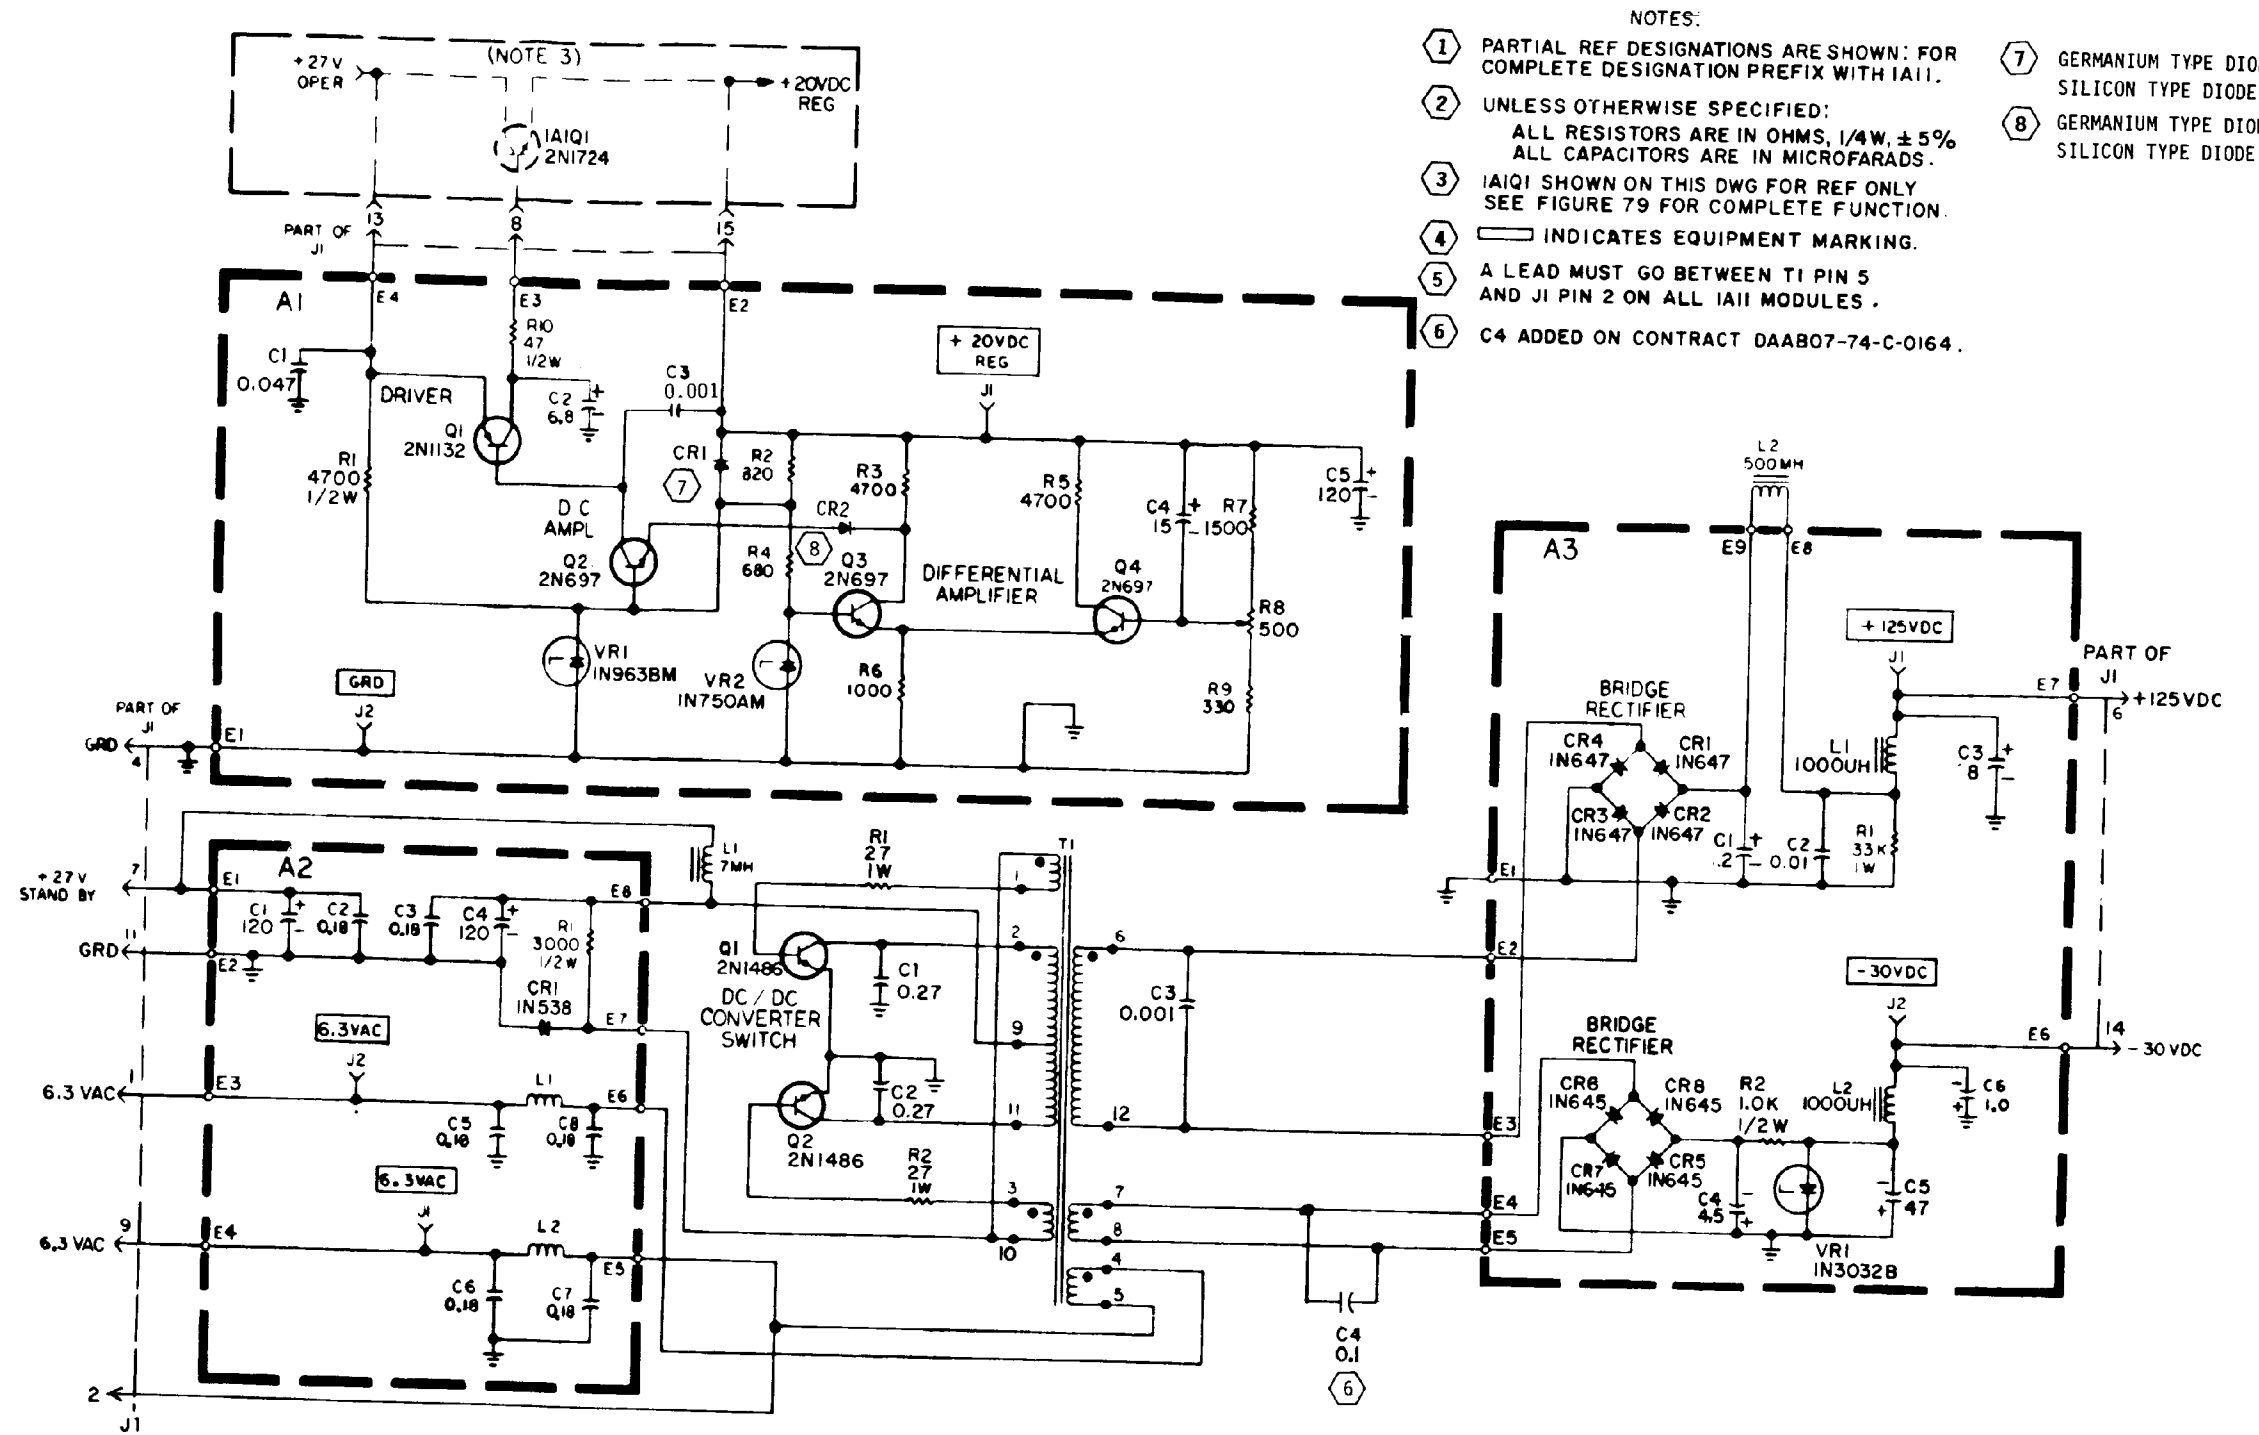 NOTES:
1 PARTIAL REF DESIGNATIONS ARE SHOWN: FOR
COMPLETE DESIGNATION PREFIX WITH 1A11.
2 UNLESS OTHERWISE SPECIFIED:
ALL RESISTORS ARE IN OHMS, 1/4W, ±5%
ALL CAPACITORS ARE IN MICROFARADS.
3 1A1Q1 SHOWN ON THIS DWG FOR REF ONLY
SEE FIGURE 79 FOR COMPLETE FUNCTION.
4 INDICATES EQUIPMENT MARKING.
5 A LEAD MUST GO BETWEEN T1 PIN 5
AND J1 PIN 2 ON ALL 1A11 MODULES.
6 C4 ADDED ON CONTRACT DAAB07-74-C-0164.
7 GERMANIUM TYPE
SILICON TYPE DIODE
8 GERMANIUM TYPE
SILICON TYPE DIODE
(NOTE 3)
+27V
OPER
+20VDC
REG
1A1Q1
2N1724
13
8
15
PART OF
J1
A1
E4
E3
E2
R10
47
1/2W
C1
0.047
DRIVER
C2
6.8
+
-
C3
0.001
+ 20VDC
REG
J1
Q1
2N1132
R1
4700
1/2W
CR1
7
R2
820
R3
4700
R5
4700
C4
15
+
-
R7
1500
C5
120
+
-
DC
AMPL
CR2
8
Q2
2N697
R4
680
Q3
2N697
DIFFERENTIAL
AMPLIFIER
Q4
2N697
R8
500
VR1
1N963BM
VR2
1N750AM
R6
1000
R9
330
GRD
J2
PART OF
J1
GRD
4
E1
A2
+27V
STAND BY
7
E1
C1
120
+
-
C2
0.18
C3
0.18
C4
120
+
-
R1
3000
1/2W
E8
L1
7MH
GRD
11
E2
CR1
1N538
E7
6.3VAC
J2
6.3 VAC
1
E3
L1
E6
C5
0.18
C8
0.18
6.3VAC
J1
6.3 VAC
9
E4
L2
E5
C6
0.18
C7
0.18
2
J1
R1
27
1W
T1
1
2
9
11
3
10
6
12
7
8
4
5
Q1
2N1486
C1
0.27
DC/DC
CONVERTER
SWITCH
C2
0.27
Q2
2N1486
R2
27
1W
C3
0.001
C4
0.1
6
A3
L2
500MH
E9
E8
+125VDC
J1
PART OF
J1
E7
6
+125VDC
BRIDGE
RECTIFIER
CR4
1N647
CR1
1N647
CR3
1N647
CR2
1N647
L1
1000UH
C3
8
+
-
C1
.2
+
-
C2
0.01
R1
33K
1W
E1
E2
E3
-30VDC
J2
E6
14
-30VDC
BRIDGE
RECTIFIER
CR6
1N645
CR8
1N645
CR7
1N645
CR5
1N645
R2
1.0K
1/2W
L2
1000UH
C6
1.0
-
+
C4
4.5
-
+
C5
47
-
+
VR1
1N3032B
E4
E5